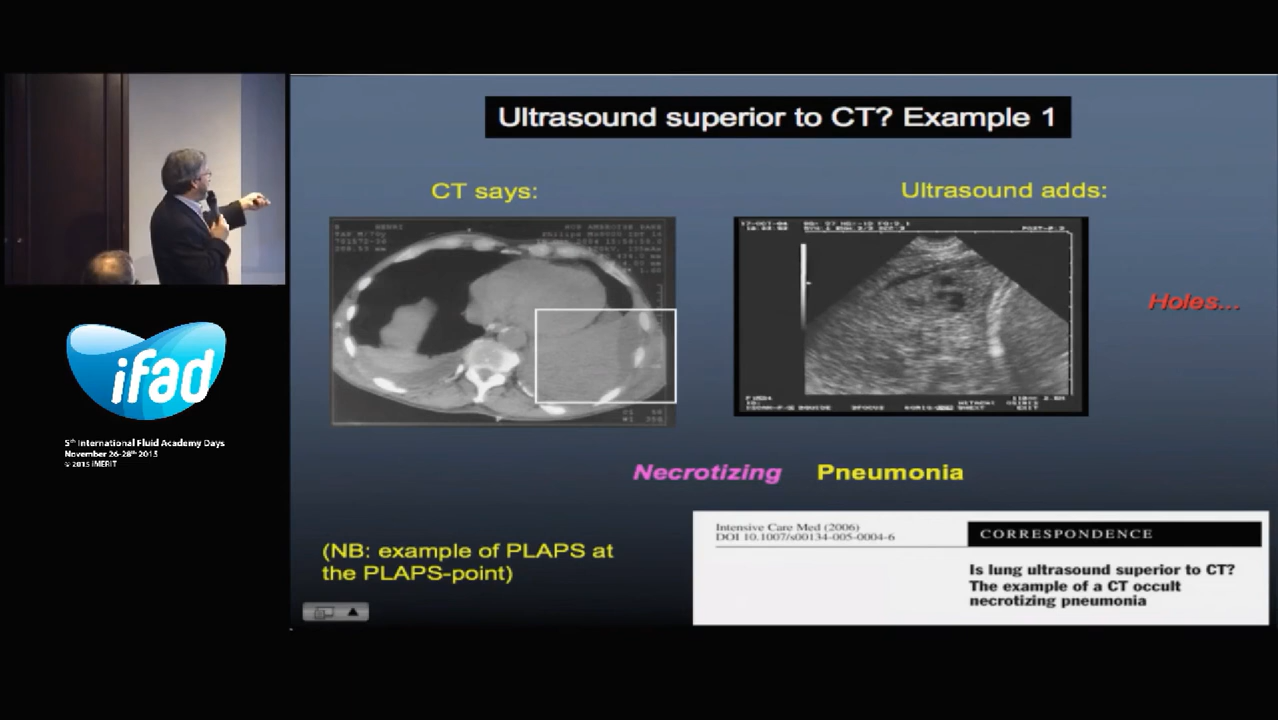 Ultrasound superior to CT? Example 1
CT says:
Ultrasound adds:
Holes...
ifad
5th International Fluid Academy Days
November 26-28th 2015
© 2015 iMERiT
Necrotizing Pneumonia
(NB: example of PLAPS at
the PLAPS-point)
Intensive Care Med (2006)
DOI 10.1007/s00134-005-0004-6
CORRESPONDENCE
Is lung ultrasound superior to CT?
The example of a CT occult
necrotizing pneumonia